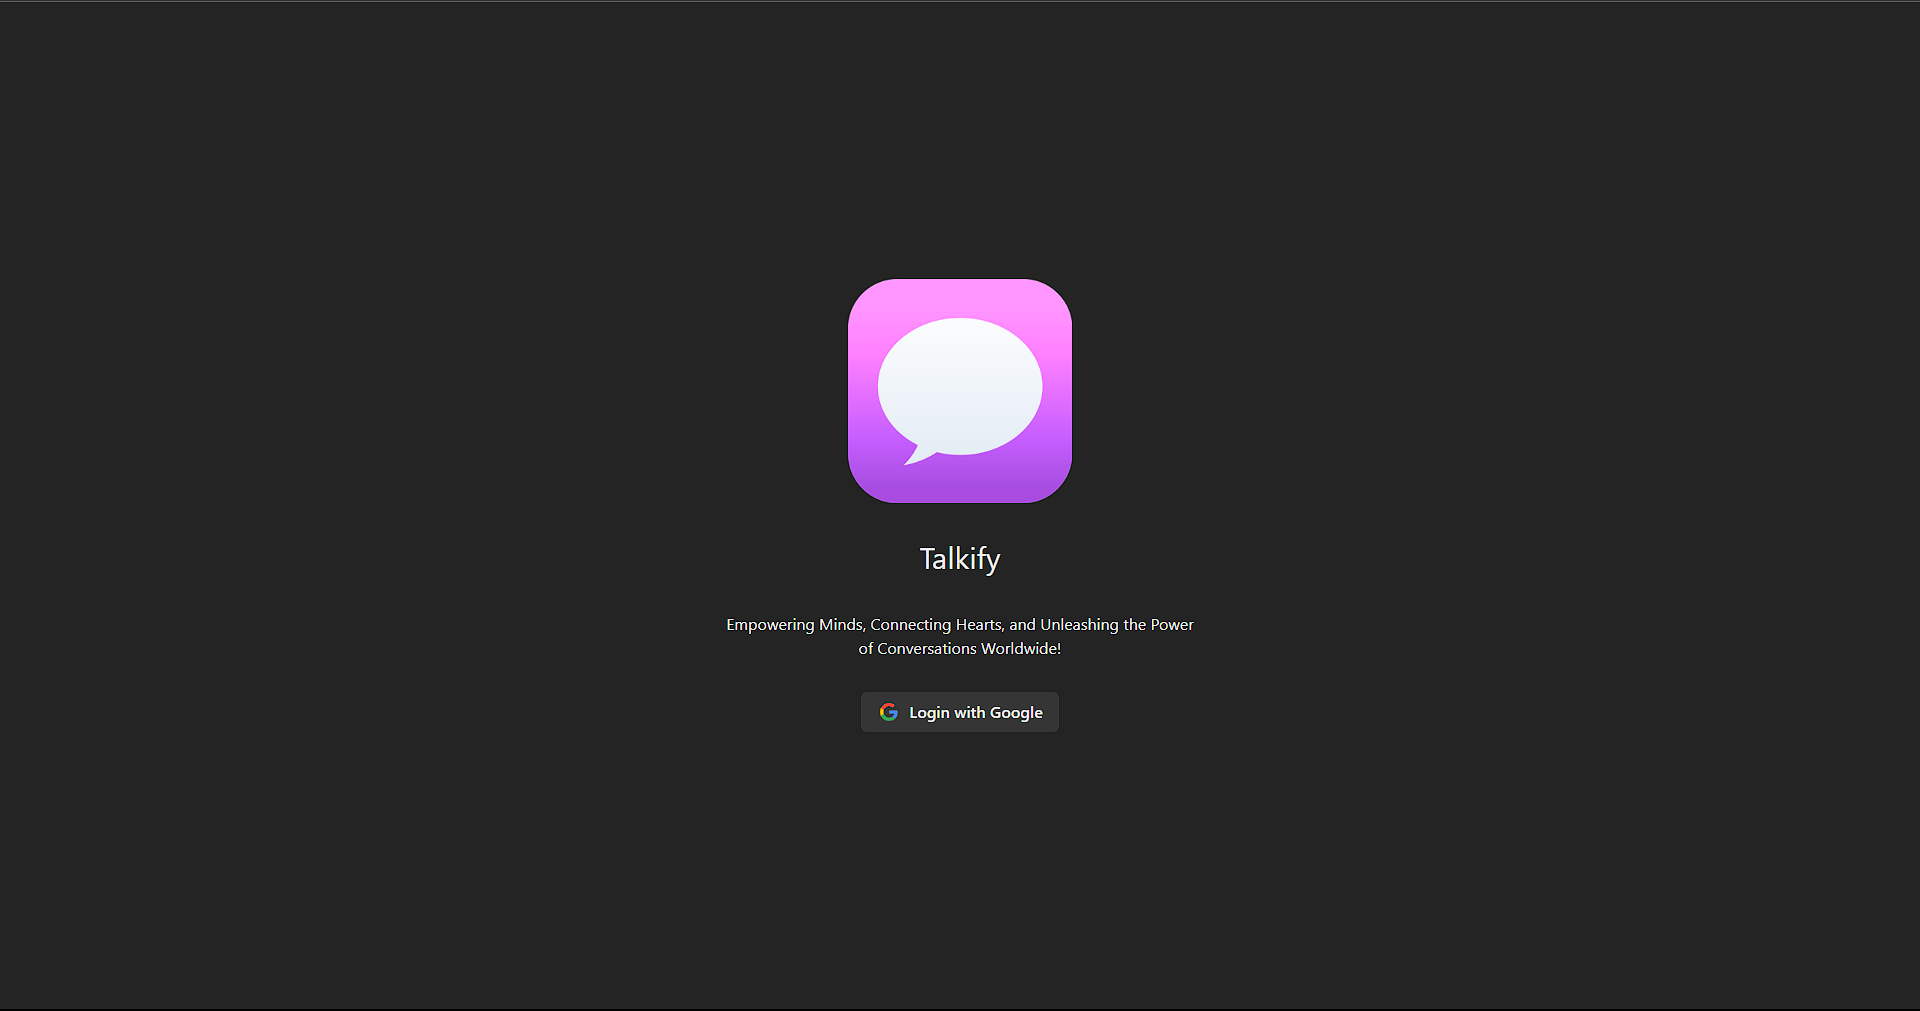 Talkify
Empowering Minds, Connecting Hearts, and Unleashing the Power
of Conversations Worldwide!
Login with Google